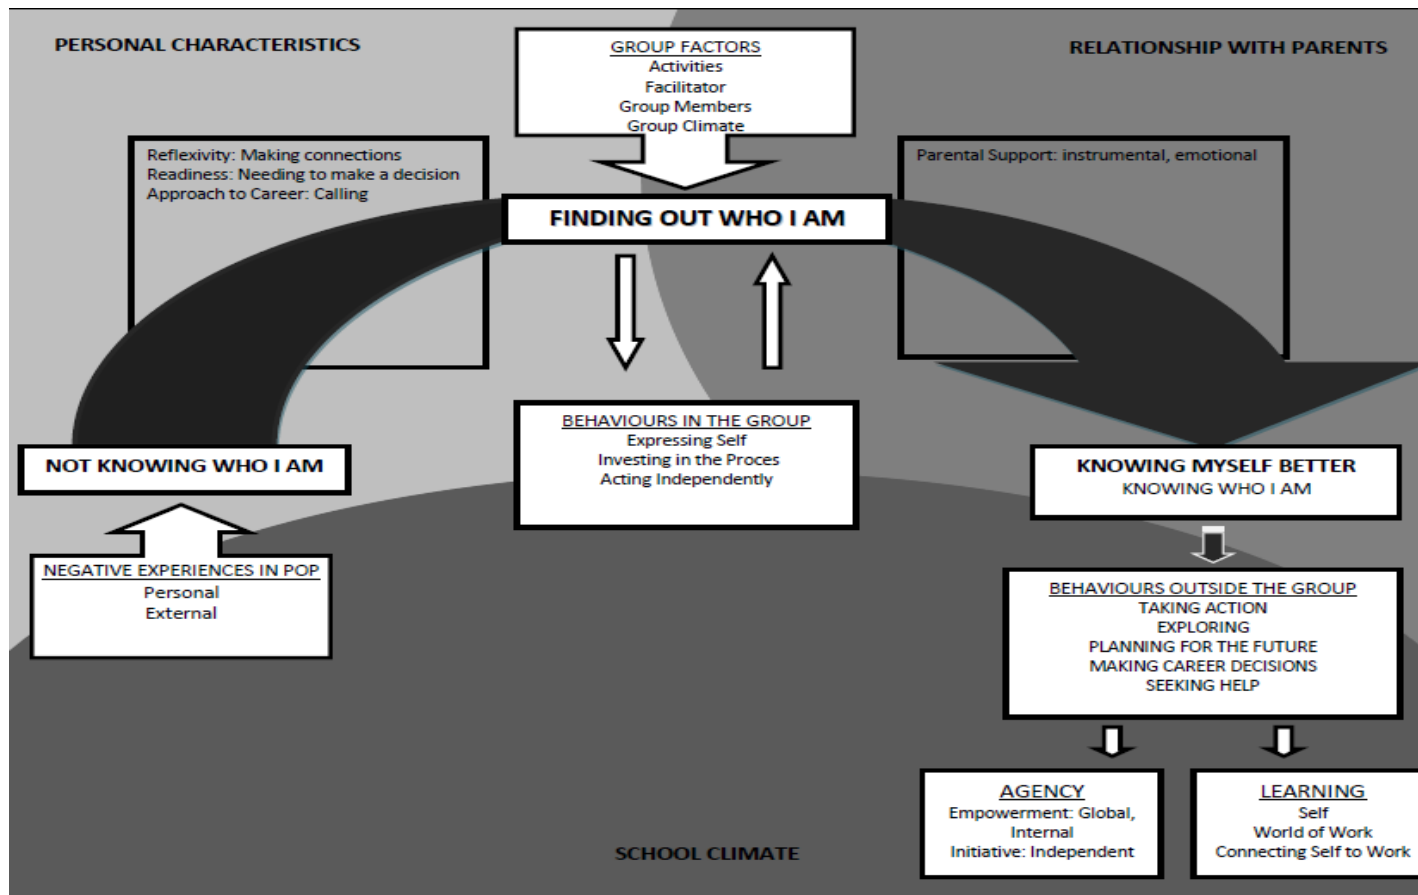 PERSONAL CHARACTERISTICS
GROUP FACTORS
Activities
Facilitator
Group Members
Group Climate
RELATIONSHIP WITH PARENTS
Reflexivity: Making connections
Readiness: Needing to make a decision
Approach to Career: Calling
Parental Support: instrumental, emotional
FINDING OUT WHO I AM
BEHAVIOURS IN THE GROUP
Expressing Self
Investing in the Proces
Acting Independently
NOT KNOWING WHO I AM
KNOWING MYSELF BETTER
KNOWING WHO I AM
NEGATIVE EXPERIENCES IN POP
Personal
External
BEHAVIOURS OUTSIDE THE GROUP
TAKING ACTION
EXPLORING
PLANNING FOR THE FUTURE
MAKING CAREER DECISIONS
SEEKING HELP
AGENCY
Empowerment: Global,
Internal
Initiative: Independent
LEARNING
Self
World of Work
Connecting Self to Work
SCHOOL CLIMATE